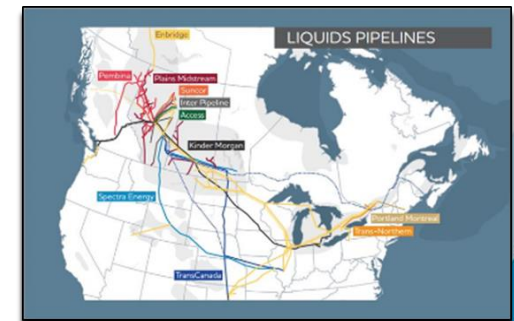 Enbridge
LIQUIDS PIPELINES
Pembina
Plains Midstream
Suncor
Inter Pipeline
Access
Kinder Morgan
Spectra Energy
Portland Montreal
Trans-Northern
TransCanada